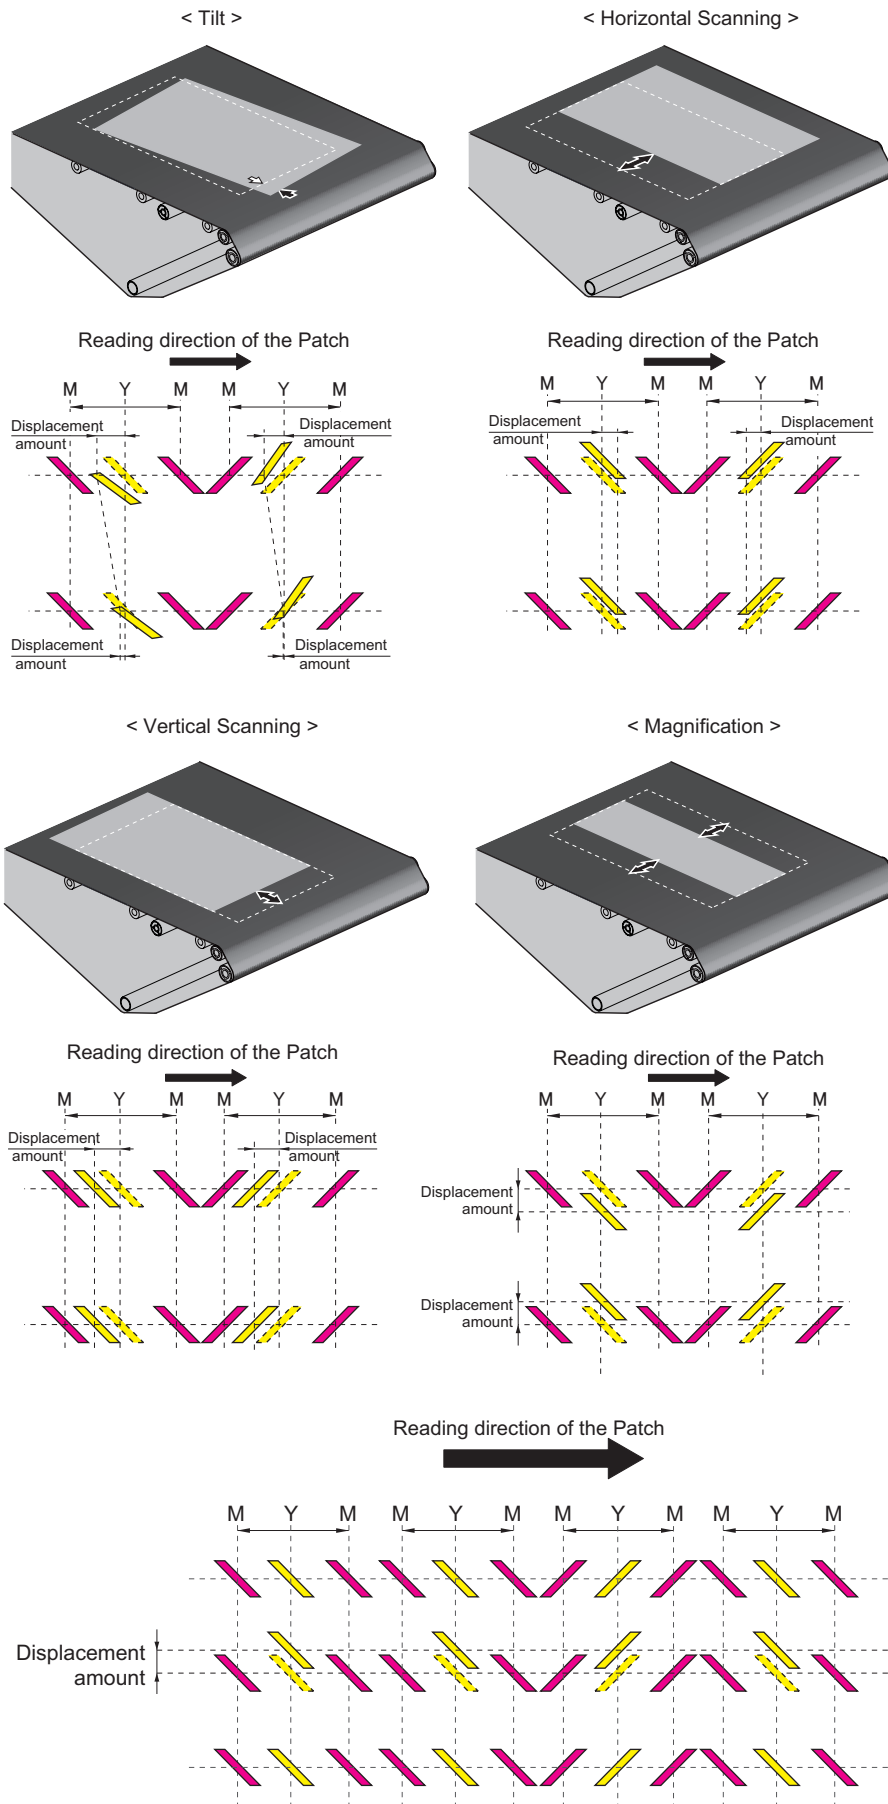 < Tilt >
< Horizontal Scanning >
Reading direction of the Patch
M Y M M Y M
Displacement
amount
Displacement
amount
Displacement
amount
Displacement
amount
Reading direction of the Patch
M Y M M Y M
Displacement
amount
Displacement
amount
< Vertical Scanning >
< Magnification >
Reading direction of the Patch
M Y M M Y M
Displacement
amount
Displacement
amount
Reading direction of the Patch
M Y M M Y M
Displacement
amount
Displacement
amount
Reading direction of the Patch
M Y M M Y M M Y M M Y M
Displacement
amount